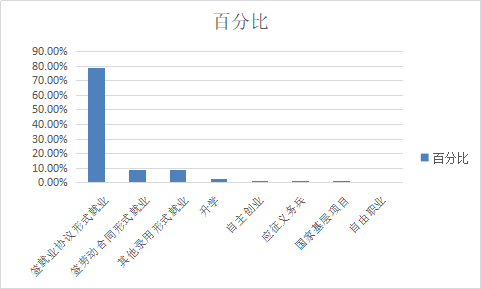 百分比
90.00%
80.00%
70.00%
60.00%
50.00%
40.00%
30.00%
20.00%
10.00%
0.00%
签就业协议形式就业
签劳动合同形式就业
其他录用形式就业
升学
自主创业
应征义务兵
国家基层项目
自由职业
百分比